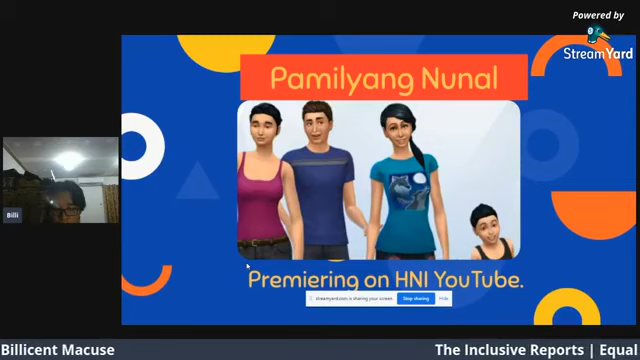 Powered by
StreamYard
Pamilyang Nunal
Billi
Premiering on HNI YouTube.
streamyard.com is sharing your screen.
Stop sharing
Hide
Billicent Macuse
The Inclusive Reports | Equal